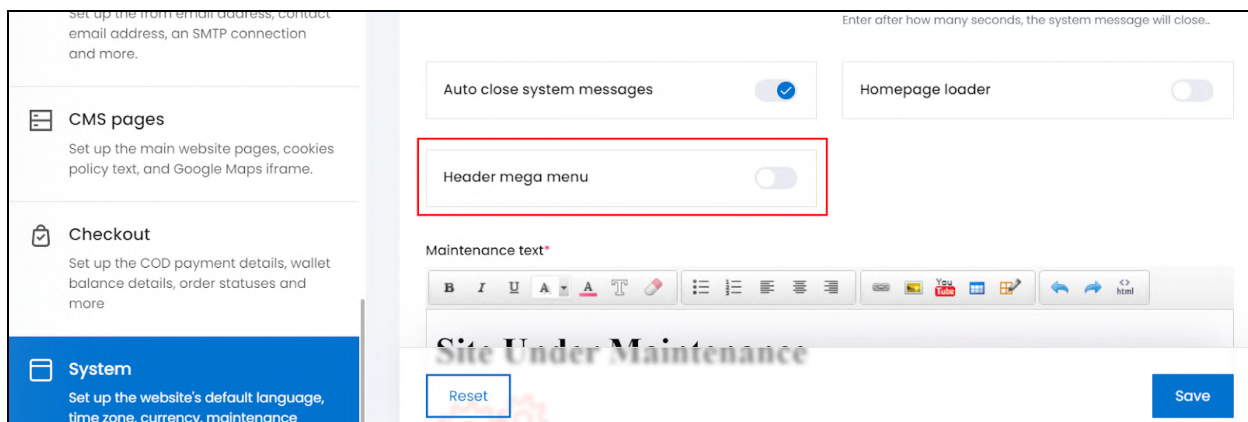 Set up the from email address, contact
email address, an SMTP connection
and more.
CMS pages
Set up the main website pages, cookies
policy text, and Google Maps iframe.
Checkout
Set up the COD payment details, wallet
balance details, order statuses and
more
System
Set up the website's default language,
time zone, currency, maintenance
Enter after how many seconds, the system message will close..
Auto close system messages
Homepage loader
Header mega menu
Maintenance text*
B I U A A T You Tube <> html
Site Under Maintenance
Reset
Save